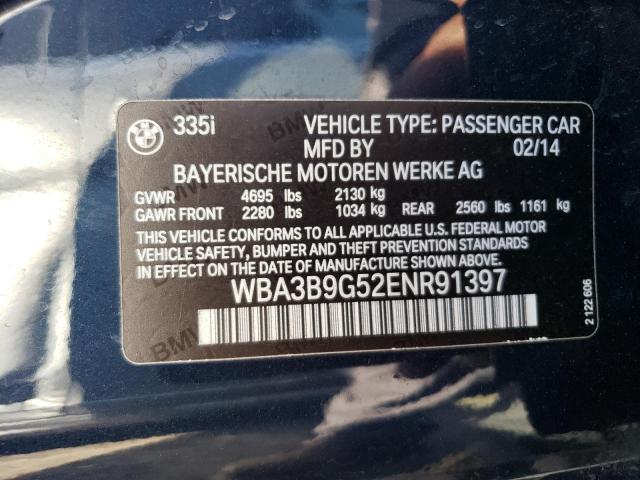 335i VEHICLE TYPE: PASSENGER CAR
MFD BY 02/14
BAYERISCHE MOTOREN WERKE AG
GVWR 4695 lbs 2130 kg
GAWR FRONT 2280 lbs 1034 kg REAR 2560 lbs 1161 kg
THIS VEHICLE CONFORMS TO ALL APPLICABLE U.S. FEDERAL MOTOR
VEHICLE SAFETY, BUMPER AND THEFT PREVENTION STANDARDS
IN EFFECT ON THE DATE OF MANUFACTURE SHOWN ABOVE.
WBA3B9G52ENR91397
2 122 606